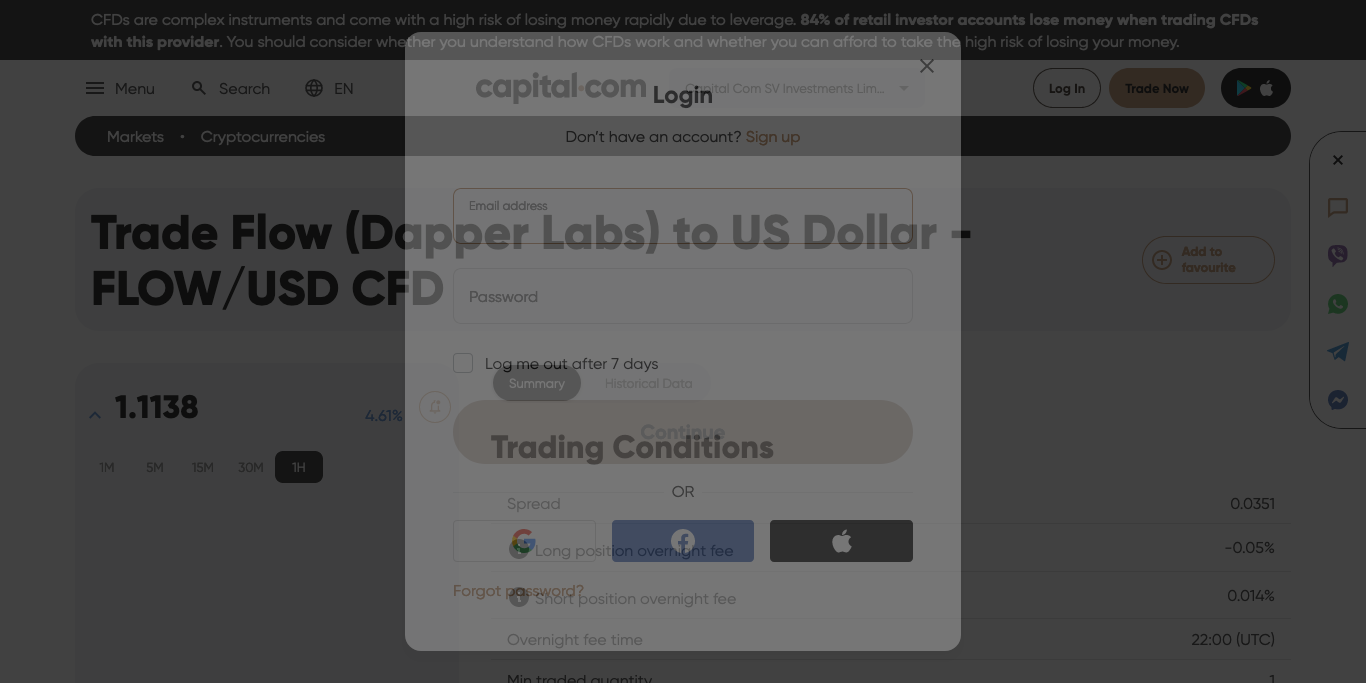 CFDs are complex instruments and come with a high risk of losing money rapidly due to leverage. 84% of retail investor accounts lose money when trading CFDs
with this provider. You should consider whether you understand how CFDs work and whether you can afford to take the high risk of losing your money.
Menu
Search
EN
capital.com
Capital Com SV Investments Lim...
Log In
Trade Now
Login
Markets
Cryptocurrencies
Don't have an account? Sign up
Email address
Trade Flow (Dapper Labs) to US Dollar -
FLOW/USD CFD
Add to
favourite
Password
Log me out after 7 days
Summary
Historical Data
1.1138
4.61%
Continue
Trading Conditions
1M
5M
15M
30M
1H
OR
Spread
0.0351
Long position overnight fee
-0.05%
Forgot password?
Short position overnight fee
0.014%
Overnight fee time
22:00 (UTC)
Min traded quantity
1